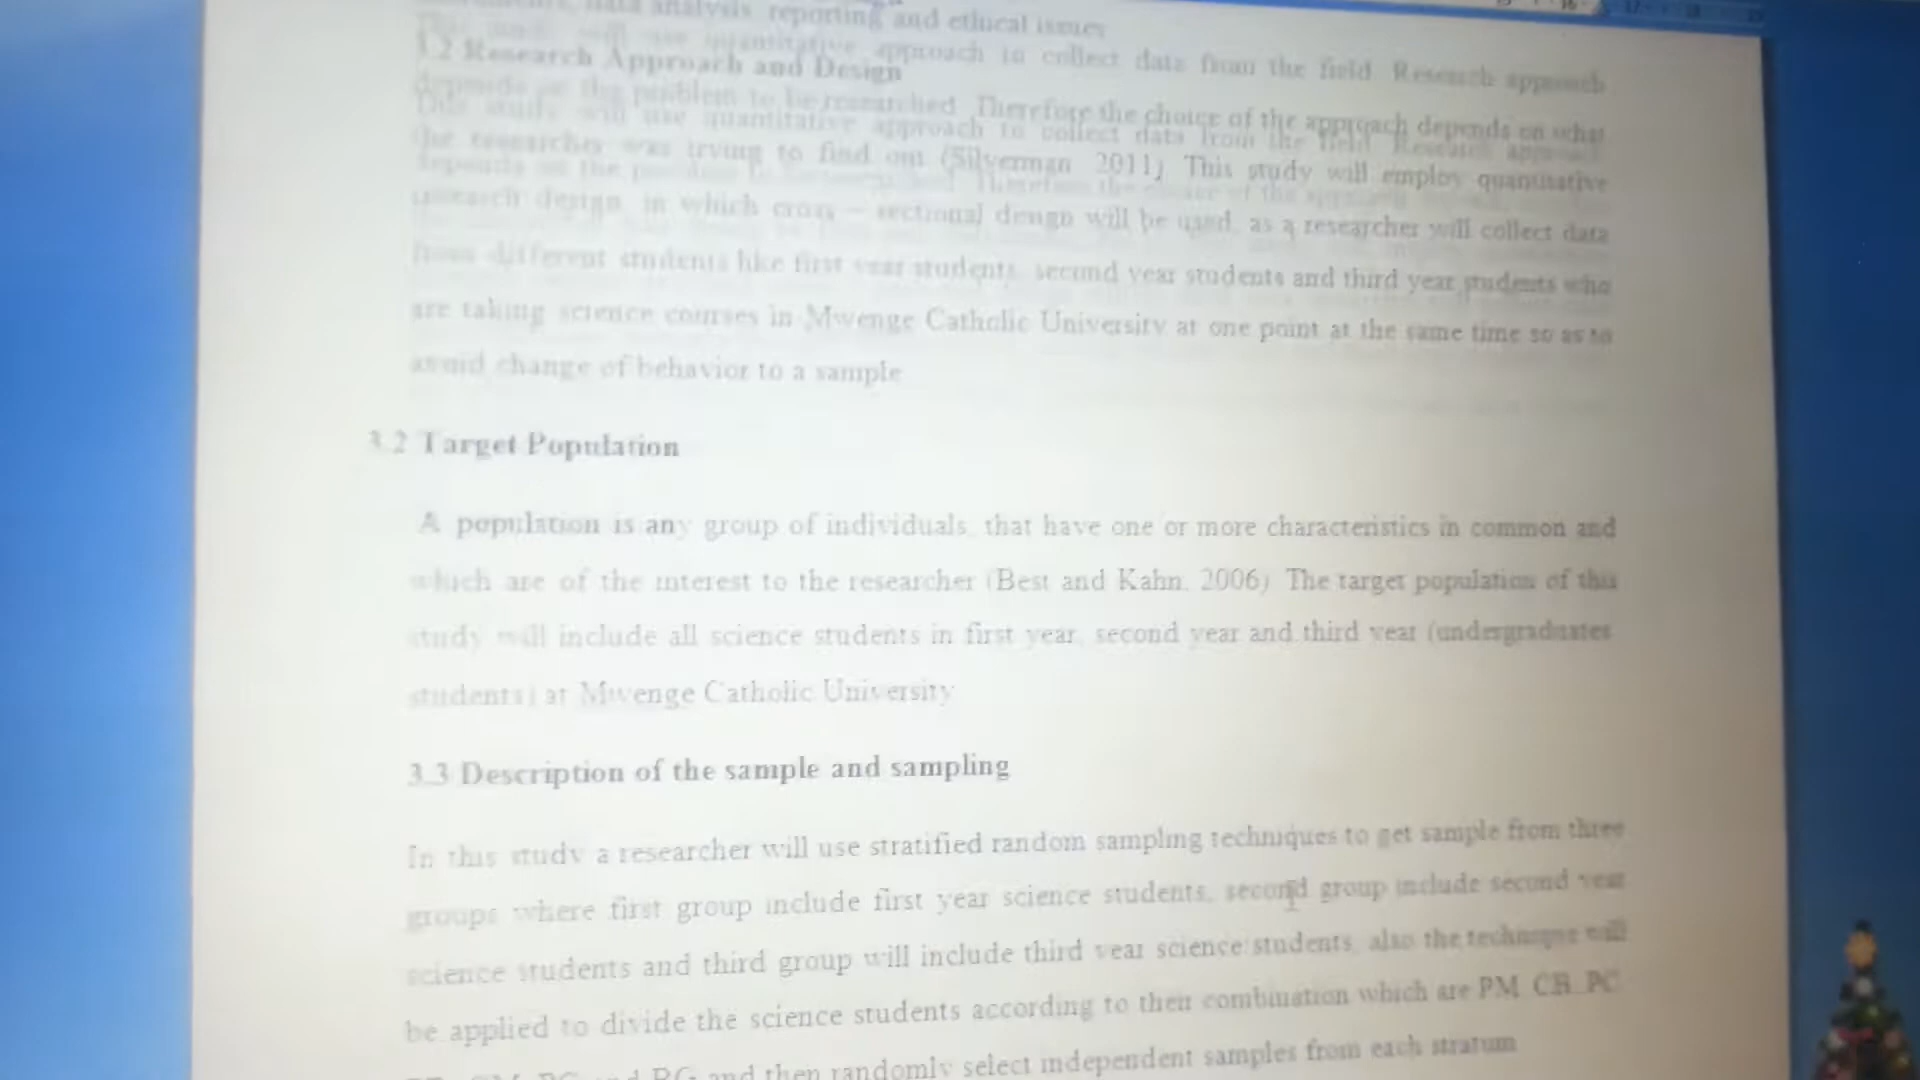 data analysis reporting and ethical issues
3.2 Research Approach and Design
This study will use quantitative approach to collect data from the field. Research approach
depends on the problem to be researched. Therefore the choice of the approach depends on what
the researcher was trying to find out (Silverman 2011) This study will employ quantitative
research design, in which cross – sectional design will be used, as a researcher will collect data
from different students like first year students, second year students and third year students who
are taking science courses in Mwenge Catholic University at one point at the same time so as to
avoid change of behavior to a sample
3.2 Target Population
A population is any group of individuals that have one or more characteristics in common and
which are of the interest to the researcher (Best and Kahn, 2006) The target population of this
study will include all science students in first year, second year and third year (undergraduates
students) at Mwenge Catholic University
3.3 Description of the sample and sampling
In this study a researcher will use stratified random sampling techniques to get sample from three
groups where first group include first year science students, second group include second year
science students and third group will include third year science students, also the technique will
be applied to divide the science students according to their combination which are PM CB PC
and then randomly select independent samples from each stratum